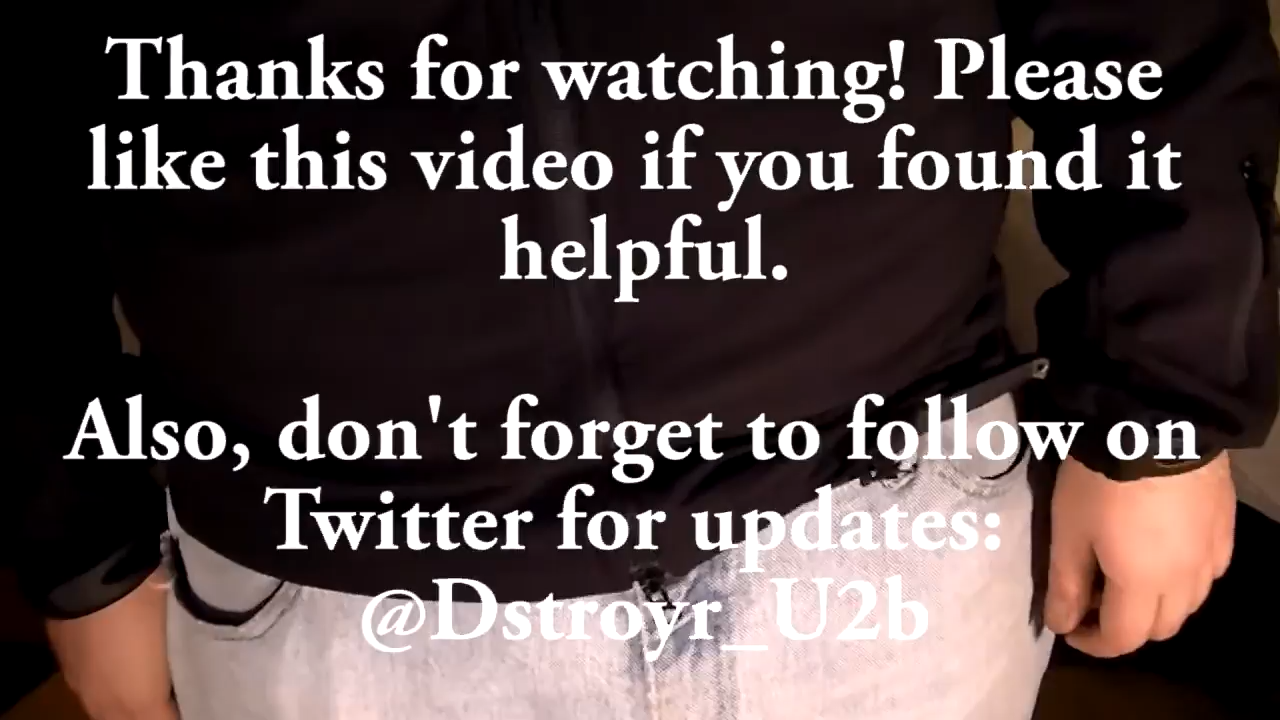 Thanks for watching! Please
like this video if you found it
helpful.
Also, don't forget to follow on
Twitter for updates:
@Dstroyr_U2b